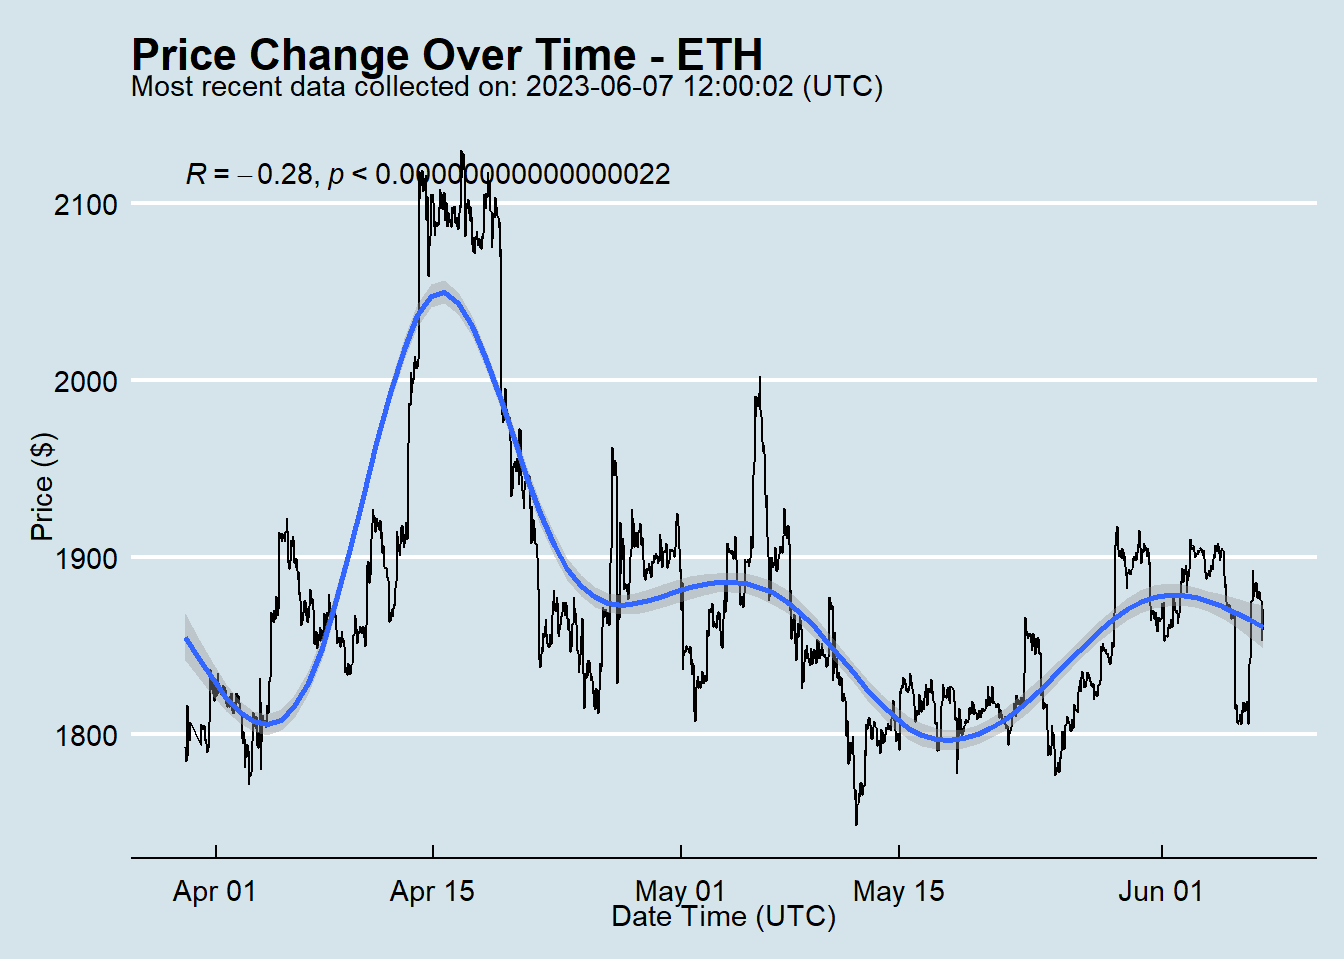 Price Change Over Time - ETH
Most recent data collected on: 2023-06-07 12:00:02 (UTC)
R = −0.28, p < 0.00000000000000022
2100
2000
1900
1800
Price ($)
Apr 01
Apr 15
May 01
May 15
Jun 01
Date Time (UTC)